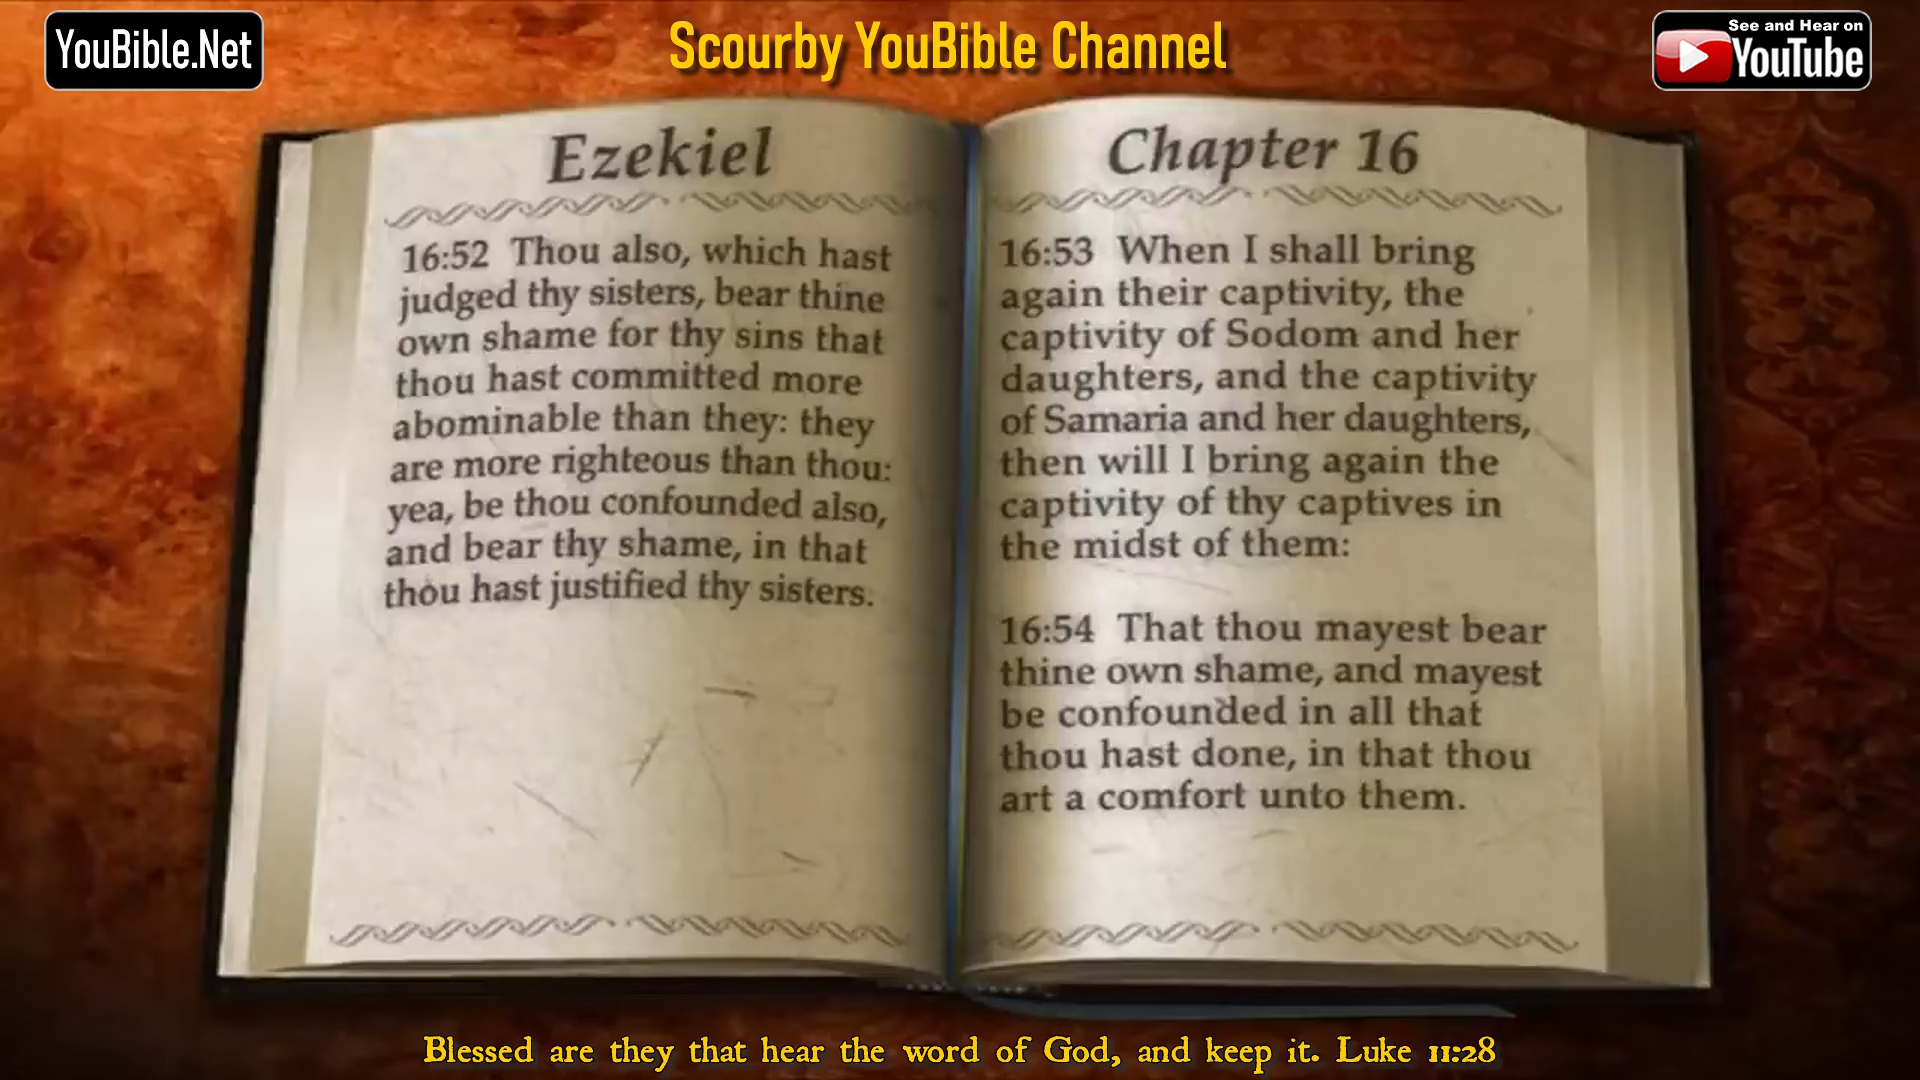 YouBible.Net
Scourby YouBible Channel
See and Hear on
YouTube
Ezekiel
16:52 Thou also, which hast
judged thy sisters, bear thine
own shame for thy sins that
thou hast committed more
abominable than they: they
are more righteous than thou:
yea, be thou confounded also,
and bear thy shame, in that
thou hast justified thy sisters.
Chapter 16
16:53 When I shall bring
again their captivity, the
captivity of Sodom and her
daughters, and the captivity
of Samaria and her daughters,
then will I bring again the
captivity of thy captives in
the midst of them:
16:54 That thou mayest bear
thine own shame, and mayest
be confounded in all that
thou hast done, in that thou
art a comfort unto them.
Blessed are they that hear the word of God, and keep it. Luke 11:28